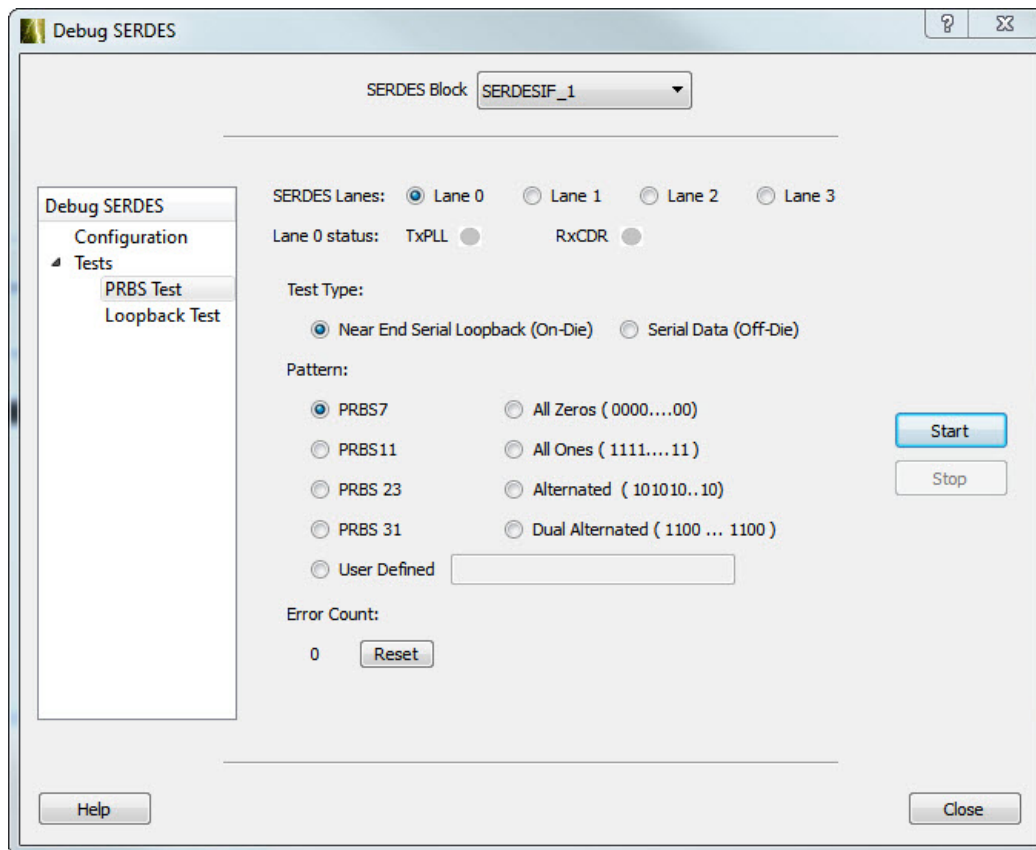 Debug SERDES
SERDES Block SERDESIF_1
Debug SERDES
Configuration
Tests
PRBS Test
Loopback Test
SERDES Lanes: Lane 0 Lane 1 Lane 2 Lane 3
Lane 0 status: TxPLL RxCDR
Test Type:
Near End Serial Loopback (On-Die) Serial Data (Off-Die)
Pattern:
PRBS7 All Zeros ( 0000....00)
PRBS11 All Ones ( 1111....11 )
PRBS 23 Alternated ( 101010..10)
PRBS 31 Dual Alternated ( 1100 ... 1100 )
User Defined
Start
Stop
Error Count:
0 Reset
Help Close